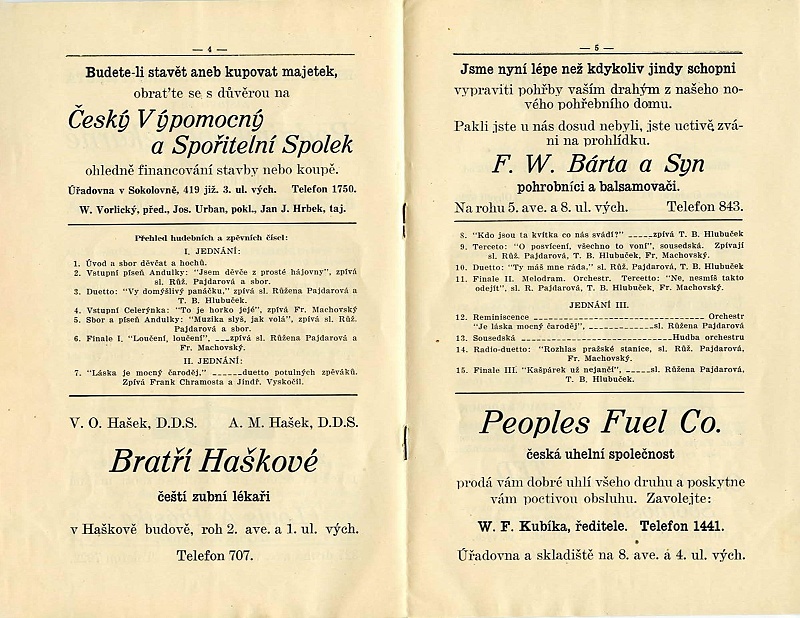 — 4 —
Budete-li stavět aneb kupovat majetek,
obrat'te se s důvěrou na
Český Výpomocný
a Spořitelní Spolek
ohledně financování stavby nebo koupě.
Úřadovna v Sokolovně, 419 již. 3. ul. vých. Telefon 1750.
W. Vorlický, před., Jos. Urban, pokl., Jan J. Hrbek, taj.
Přehled hudebních a zpěvních čísel:
I. JEDNÁNÍ:
1. Úvod a sbor děvčat a hochů.
2. Vstupní píseň Andulky: "Jsem děvče z prosté hájovny", zpívá
sl. Růž. Pajdarová a sbor.
3. Duetto: "Vy domýšlivý panáčku," zpívá sl. Růžena Pajdarová a
T. B. Hlubuček.
4. Vstupní Celerýnka: "To je horko jejé", zpívá Fr. Machovský
5. Sbor a píseň Andulky: "Muzika slyš, jak volá", zpívá sl. Růž.
Pajdarová a sbor.
6. Finale I. "Loučení, loučení", ___zpívá sl. Růžena Pajdarová a
Fr. Machovský.
II. JEDNÁNÍ:
7. "Láska je mocný čaroděj," ______duetto potulných zpěváků.
Zpívá Frank Chramosta a Jindř. Vyskočil.
V. O. Hašek, D.D.S. A. M. Hašek, D.D.S.
Bratří Haškové
čeští zubní lékaři
v Haškově budově, roh 2. ave. a 1. ul. vých.
Telefon 707.
— 5 —
Jsme nyní lépe než kdykoliv jindy schopni
vypraviti pohřby vaším drahým z našeho no-
vého pohřebního domu.
Pakli jste u nás dosud nebyli, jste uctivě zvá-
ni na prohlídku.
F. W. Bárta a Syn
pohrobníci a balsamovači.
Na rohu 5. ave. a 8. ul. vých. Telefon 843.
8. "Kdo jsou ta kvítka co nás svádí?" _____zpívá T. B. Hlubuček
9. Terceto: "O posvícení, všechno to voní", sousedská. Zpívají
sl. Růž. Pajdarová, T. B. Hlubuček, Fr. Machovský.
10. Duetto: "Ty máš mne ráda," sl. Růž. Pajdarová, T. B. Hlubuček
11. Finale II. Melodram. Orchestr. Tercetto: "Ne, nesmíš takto
odejít", sl. R. Pajdarová, T. B. Hlubuček, Fr. Machovský.
JEDNÁNÍ III.
12. Reminiscence ____________________________________ Orchestr
"Je láska mocný čaroděj", _____________sl. Růžena Pajdarová
13. Sousedská ______________________________Hudba orchestru
14. Radio-duetto: "Rozhlas pražské stanice, sl. Růž. Pajdarová,
Fr. Machovský.
15. Finale III. "Kašpárek už nejančí", _____sl. Růžena Pajdarová,
T. B. Hlubuček.
Peoples Fuel Co.
česká uhelní společnost
prodá vám dobré uhlí všeho druhu a poskytne
vám poctivou obsluhu. Zavolejte:
W. F. Kubíka, ředitele. Telefon 1441.
Úřadovna a skladiště na 8. ave. a 4. ul. vých.